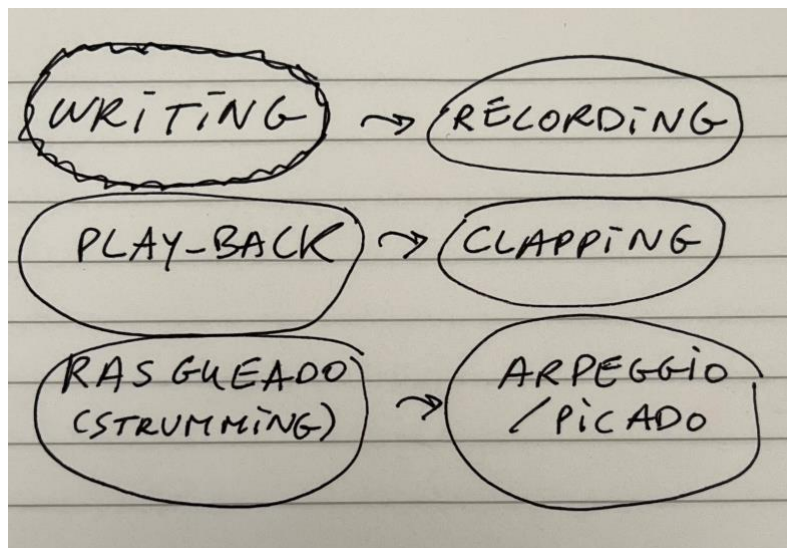 WRITING → RECORDING
PLAY-BACK → CLAPPING
RASGUEADO → ARPEGGIO
(STRUMMING) / PICADO